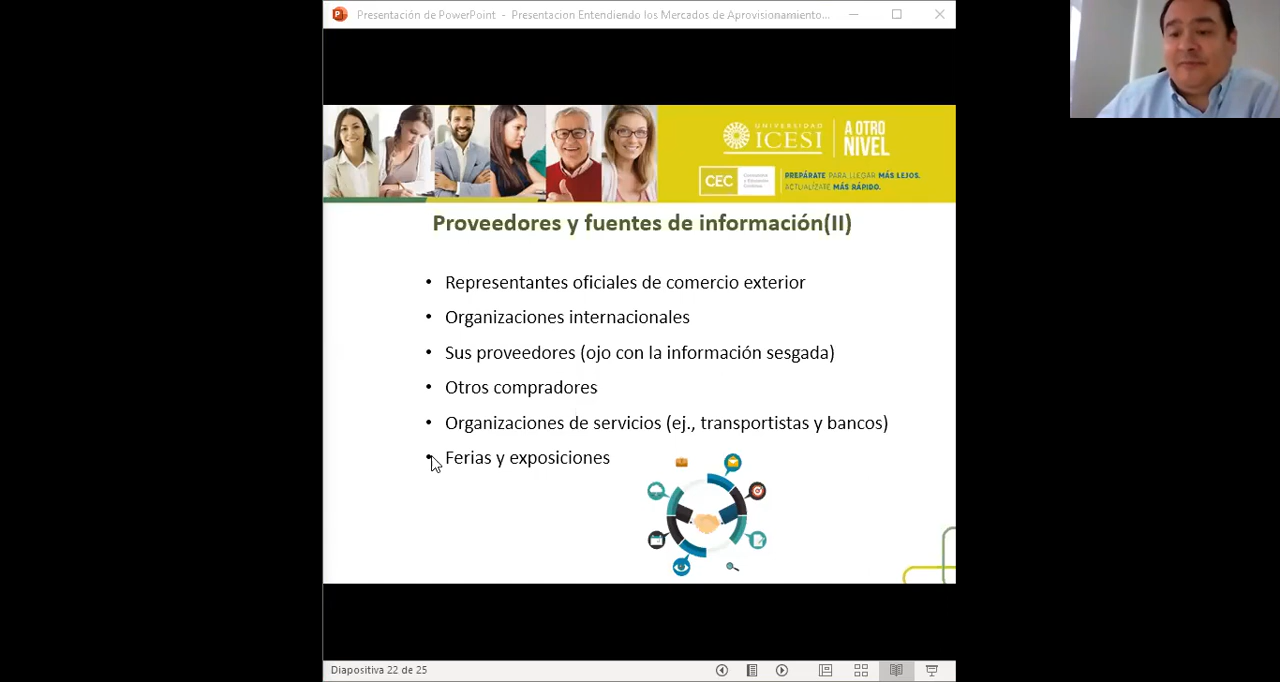 Presentación de PowerPoint - Presentacion Entendiendo los Mercados de Aprovisionamiento...
UNIVERSIDAD
ICESI
A OTRO
NIVEL
CEC
PREPÁRATE PARA LLEGAR MÁS LEJOS.
ACTUALÍZATE MÁS RÁPIDO.
Proveedores y fuentes de información(II)
• Representantes oficiales de comercio exterior
• Organizaciones internacionales
• Sus proveedores (ojo con la información sesgada)
• Otros compradores
• Organizaciones de servicios (ej., transportistas y bancos)
• Ferias y exposiciones
Diapositiva 22 de 25